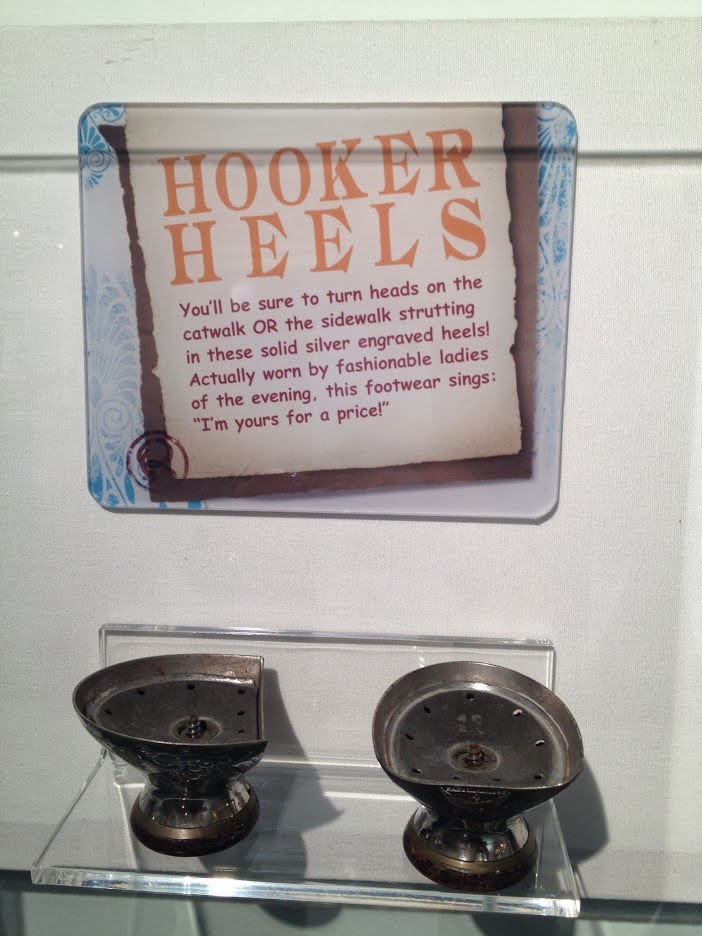 HOOKER
HEELS
You'll be sure to turn heads on the
catwalk OR the sidewalk strutting
in these solid silver engraved heels!
Actually worn by fashionable ladies
of the evening, this footwear sings:
“I'm yours for a price!”